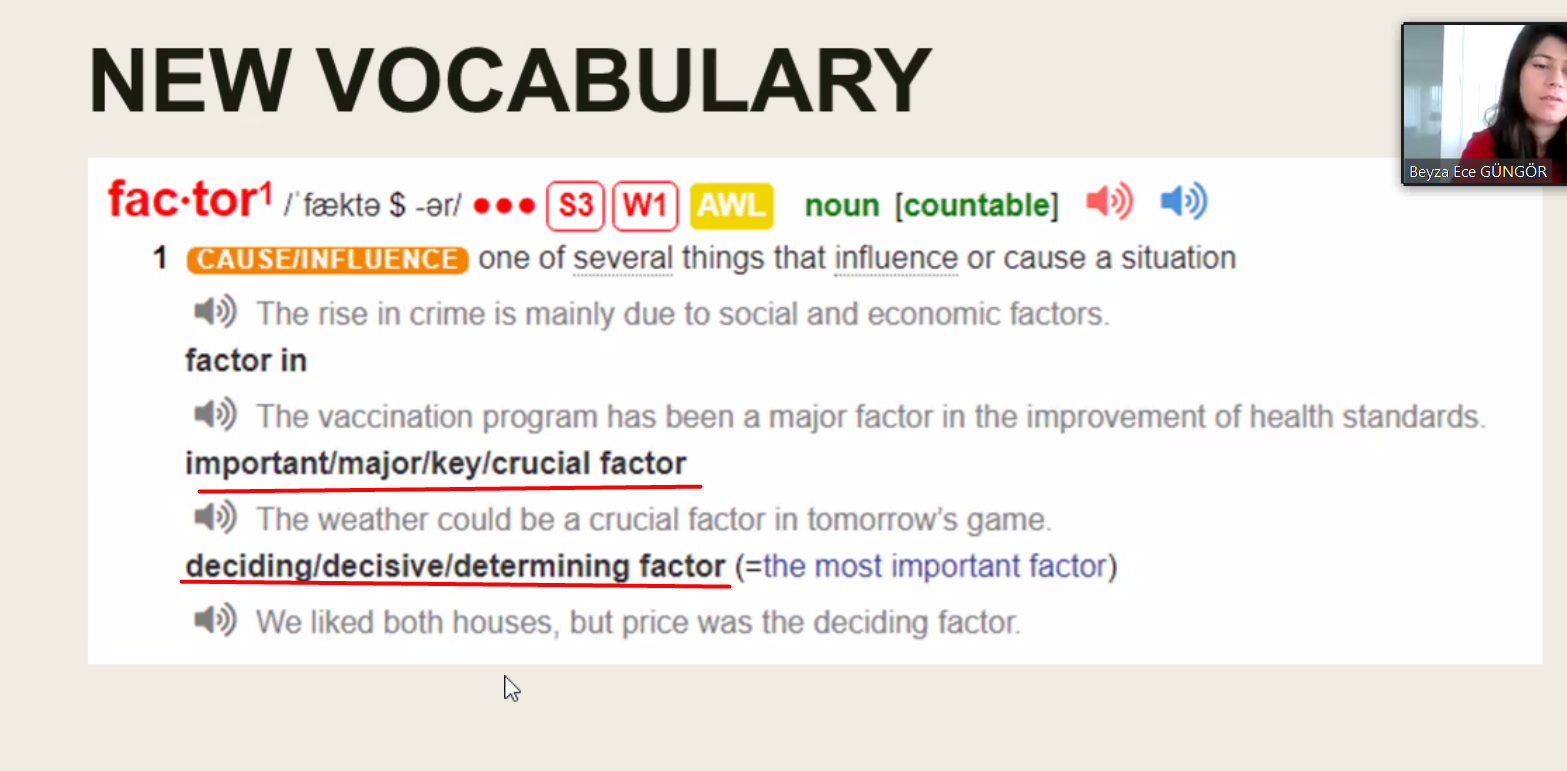 NEW VOCABULARY
Beyza Ece GÜNGÖR
fac·tor¹ /ˈfæktə $ -ər/ ●●● S3 W1 AWL noun [countable]
1 CAUSE/INFLUENCE one of several things that influence or cause a situation
The rise in crime is mainly due to social and economic factors.
factor in
The vaccination program has been a major factor in the improvement of health standards.
important/major/key/crucial factor
The weather could be a crucial factor in tomorrow’s game.
deciding/decisive/determining factor (=the most important factor)
We liked both houses, but price was the deciding factor.